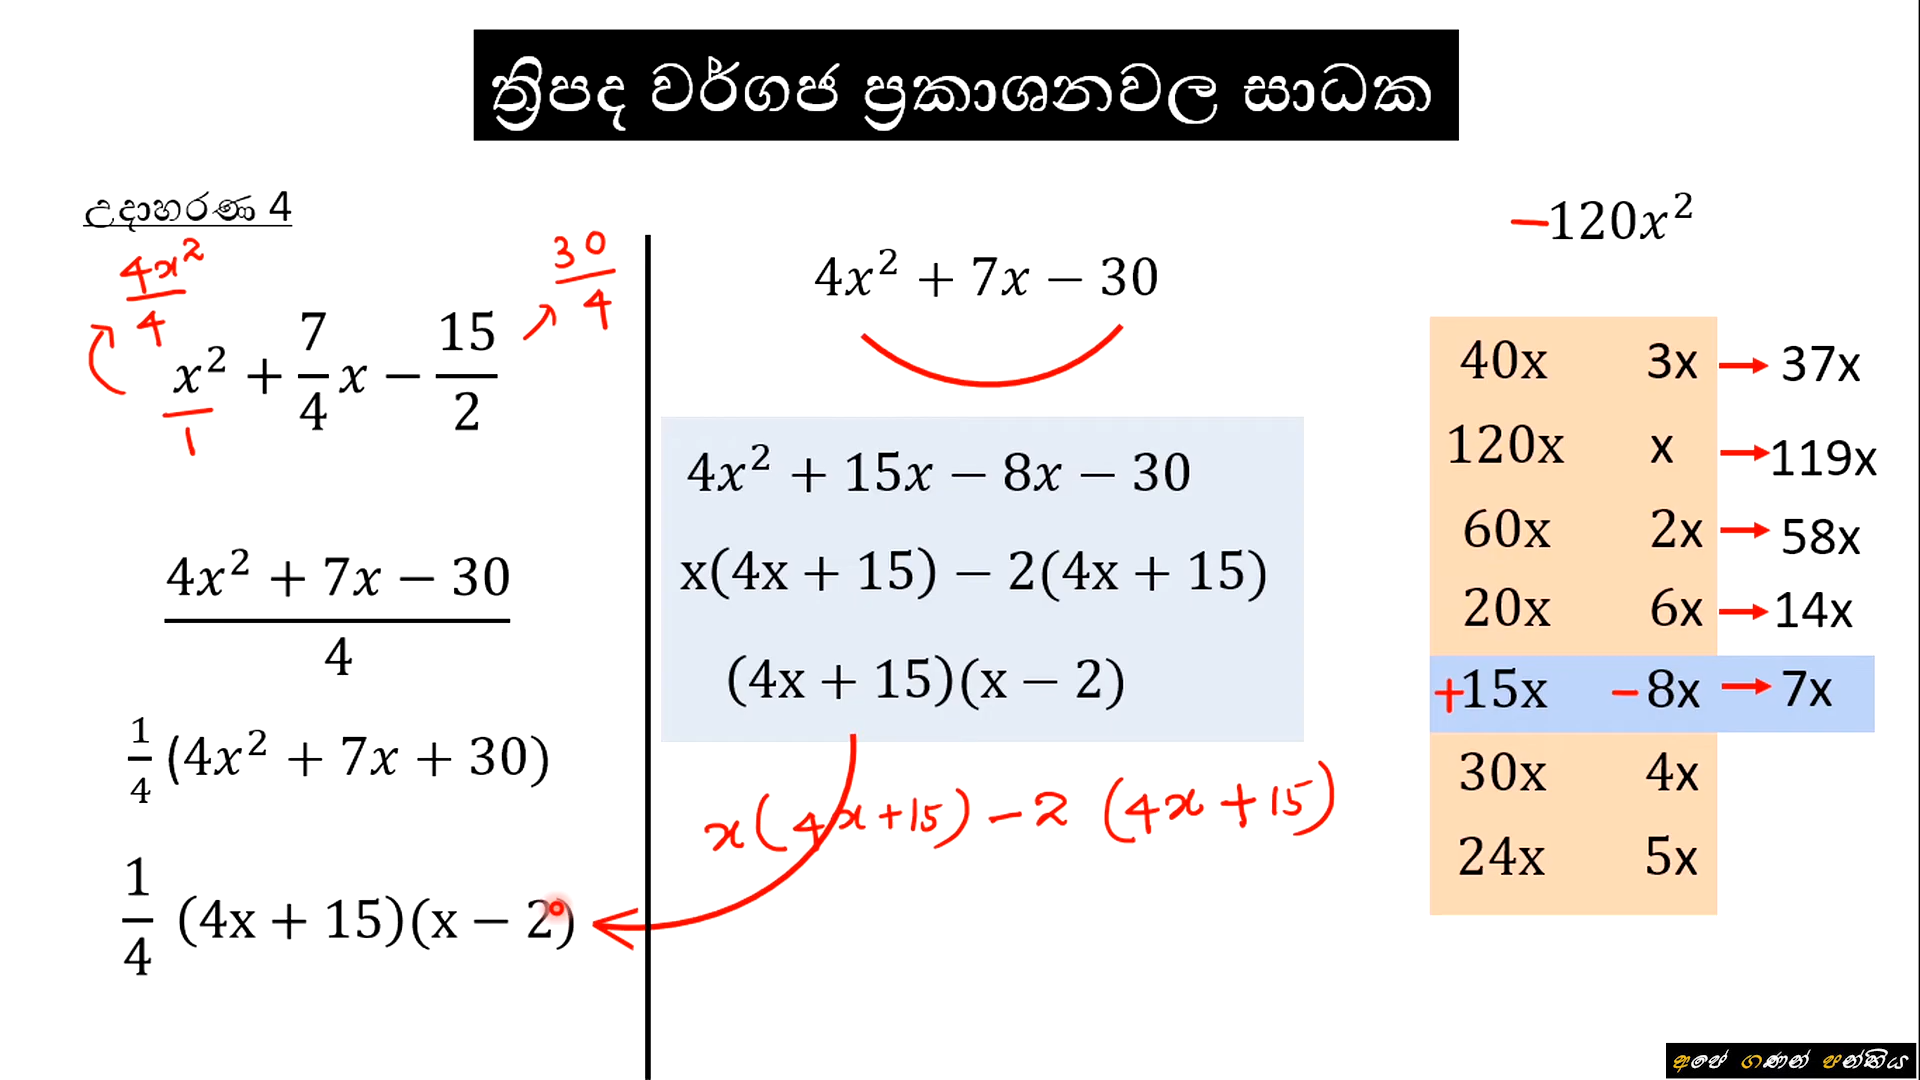 ත්‍රිපද වර්ගජ ප්‍රකාශනවල සාධක
උදාහරණ 4
4x²/4
30/4
x²/1 + 7/4 x − 15/2
(4x² + 7x − 30)/4
1/4 (4x² + 7x + 30)
1/4 (4x + 15)(x − 2)
4x² + 7x − 30
4x² + 15x − 8x − 30
x(4x + 15) − 2(4x + 15)
(4x + 15)(x − 2)
x(4x+15) − 2 (4x + 15)
−120x²
40x 3x → 37x
120x x → 119x
60x 2x → 58x
20x 6x → 14x
+15x −8x → 7x
30x 4x
24x 5x
අපේ ගණන් පන්තිය